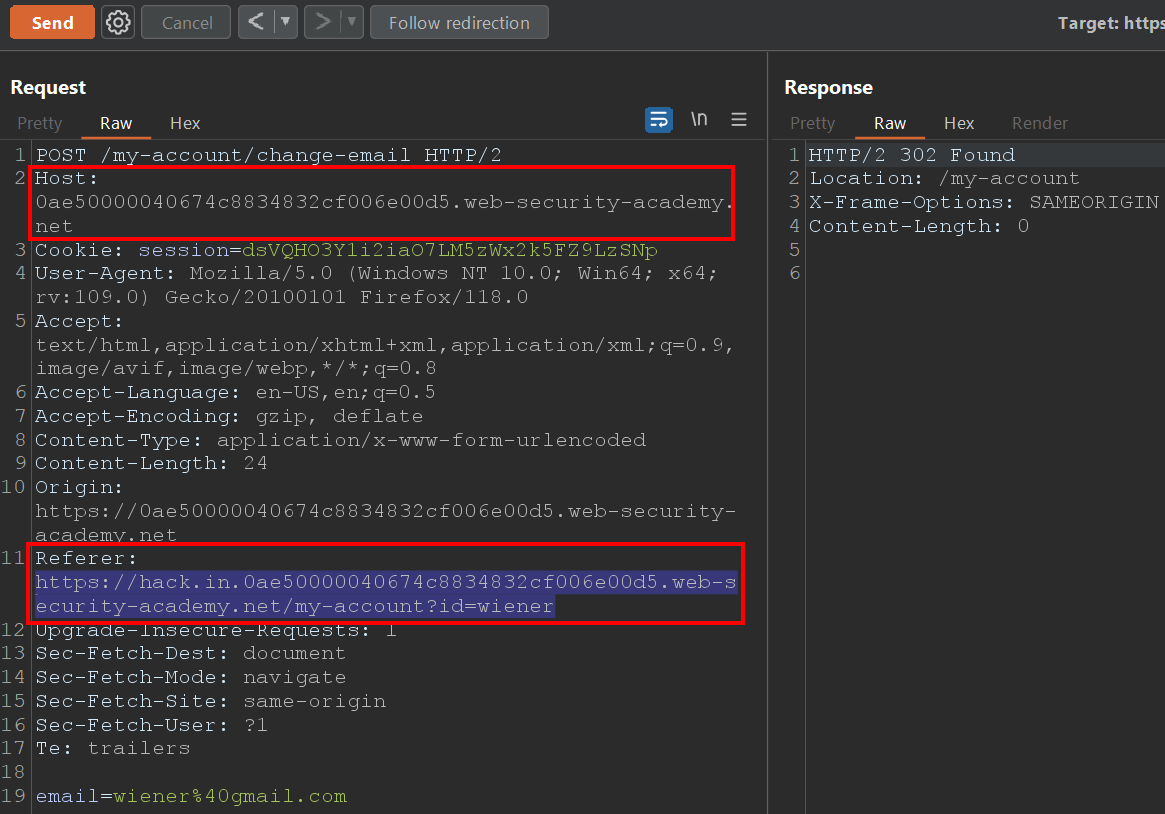 Send Cancel < > Follow redirection Target: https
Request
Pretty Raw Hex \n
1 POST /my-account/change-email HTTP/2
2 Host:
0ae50000040674c8834832cf006e00d5.web-security-academy.
net
3 Cookie: session=dsVQHO3Y1i2iaO7LM5zWx2k5FZ9LzSNp
4 User-Agent: Mozilla/5.0 (Windows NT 10.0; Win64; x64;
rv:109.0) Gecko/20100101 Firefox/118.0
5 Accept:
text/html,application/xhtml+xml,application/xml;q=0.9,
image/avif,image/webp,*/*;q=0.8
6 Accept-Language: en-US,en;q=0.5
7 Accept-Encoding: gzip, deflate
8 Content-Type: application/x-www-form-urlencoded
9 Content-Length: 24
10 Origin:
https://0ae50000040674c8834832cf006e00d5.web-security-
academy.net
11 Referer:
https://hack.in.0ae50000040674c8834832cf006e00d5.web-s
ecurity-academy.net/my-account?id=wiener
12 Upgrade-Insecure-Requests: 1
13 Sec-Fetch-Dest: document
14 Sec-Fetch-Mode: navigate
15 Sec-Fetch-Site: same-origin
16 Sec-Fetch-User: ?1
17 Te: trailers
18
19 email=wiener%40gmail.com
Response
Pretty Raw Hex Render
1 HTTP/2 302 Found
2 Location: /my-account
3 X-Frame-Options: SAMEORIGIN
4 Content-Length: 0
5
6